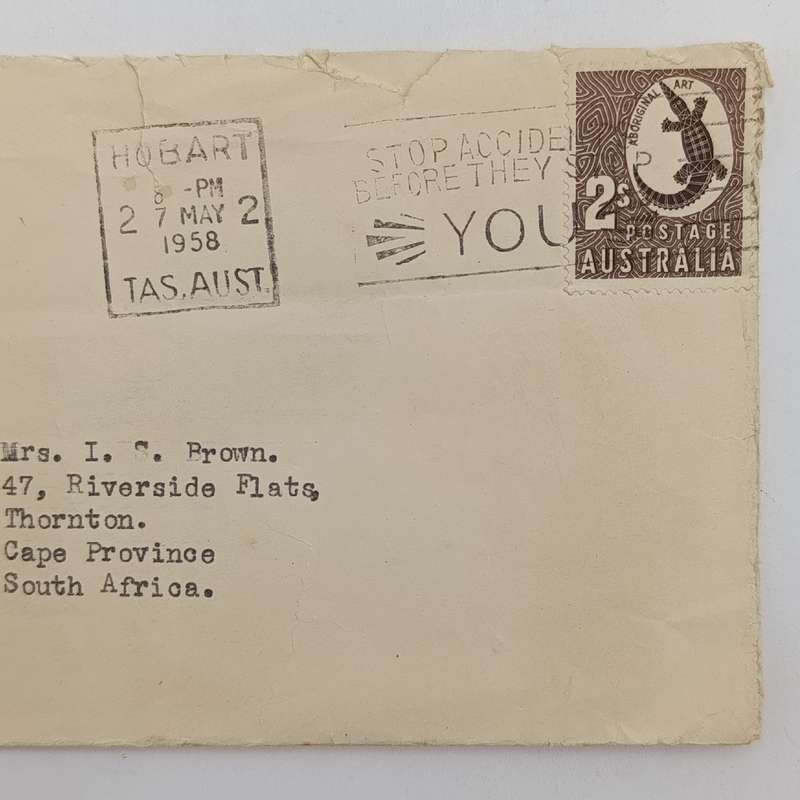 HOBART
8 -PM
2 7 MAY 2
1958
TAS. AUST.
STOP ACCIDE
BEFORE THEY S P
YOU
ABORIGINAL ART
2S
POSTAGE
AUSTRALIA
Mrs. I. S. Brown.
47, Riverside Flats,
Thornton.
Cape Province
South Africa.